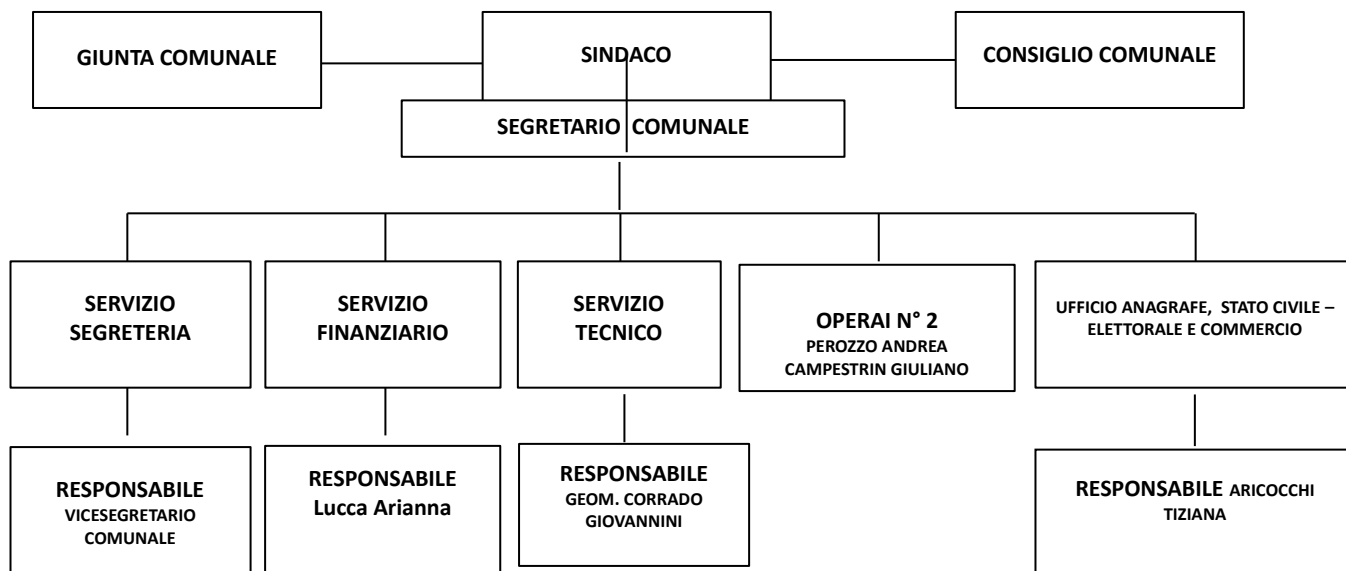 GIUNTA COMUNALE
SINDACO
CONSIGLIO COMUNALE
SEGRETARIO COMUNALE
SERVIZIO
SEGRETERIA
SERVIZIO
FINANZIARIO
SERVIZIO
TECNICO
OPERAI N° 2
PEROZZO ANDREA
CAMPESTRIN GIULIANO
UFFICIO ANAGRAFE, STATO CIVILE –
ELETTORALE E COMMERCIO
RESPONSABILE
VICESEGRETARIO
COMUNALE
RESPONSABILE
Lucca Arianna
RESPONSABILE
GEOM. CORRADO
GIOVANNINI
RESPONSABILE ARICOCCHI
TIZIANA